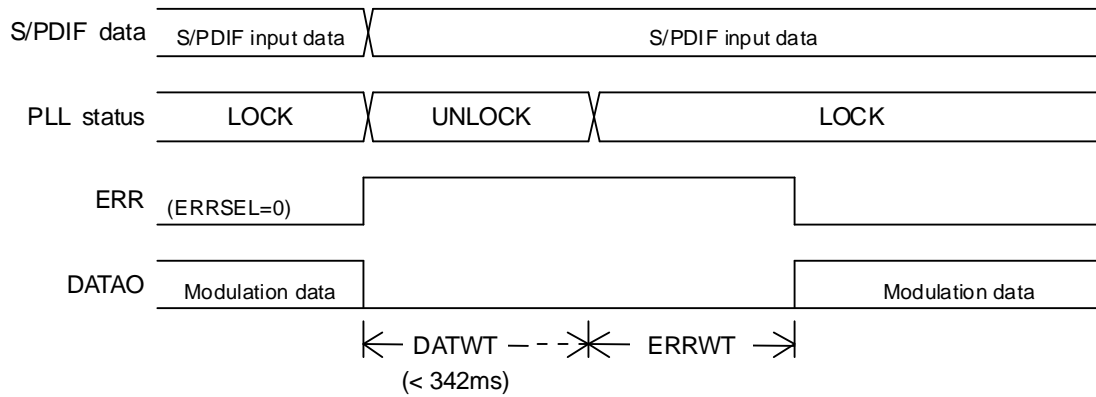 S/PDIF data S/PDIF input data S/PDIF input data
PLL status LOCK UNLOCK LOCK
ERR (ERRSEL=0)
DATAO Modulation data Modulation data
DATWT ERRWT
(< 342ms)